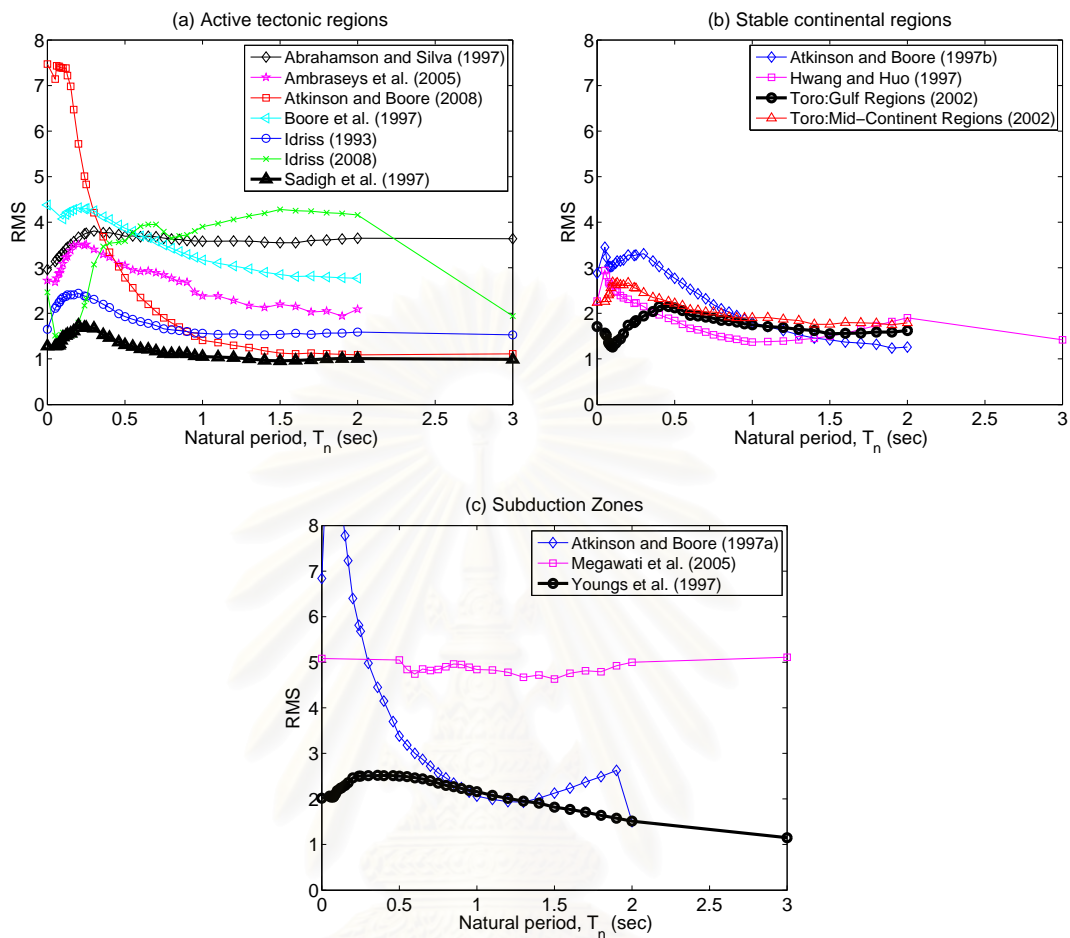 (a) Active tectonic regions
8
7
6
5
4
3
2
1
0
RMS
0 0.5 1 1.5 2 2.5 3
Natural period, T_n (sec)
Abrahamson and Silva (1997)
Ambraseys et al. (2005)
Atkinson and Boore (2008)
Boore et al. (1997)
Idriss (1993)
Idriss (2008)
Sadigh et al. (1997)
(b) Stable continental regions
8
7
6
5
4
3
2
1
0
RMS
0 0.5 1 1.5 2 2.5 3
Natural period, T_n (sec)
Atkinson and Boore (1997b)
Hwang and Huo (1997)
Toro:Gulf Regions (2002)
Toro:Mid−Continent Regions (2002)
(c) Subduction Zones
8
7
6
5
4
3
2
1
0
RMS
0 0.5 1 1.5 2 2.5 3
Natural period, T_n (sec)
Atkinson and Boore (1997a)
Megawati et al. (2005)
Youngs et al. (1997)